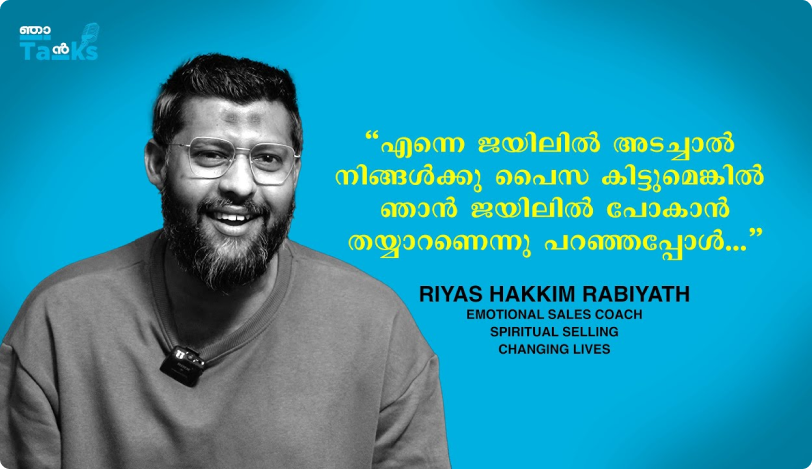 ഞാ
ൻ
Talks
“എന്നെ ജയിലിൽ അടച്ചാൽ
നിങ്ങൾക്കു പൈസ കിട്ടുമെങ്കിൽ
ഞാൻ ജയിലിൽ പോകാൻ
തയ്യാറാണെന്നു പറഞ്ഞപ്പോൾ...”
RIYAS HAKKIM RABIYATH
EMOTIONAL SALES COACH
SPIRITUAL SELLING
CHANGING LIVES